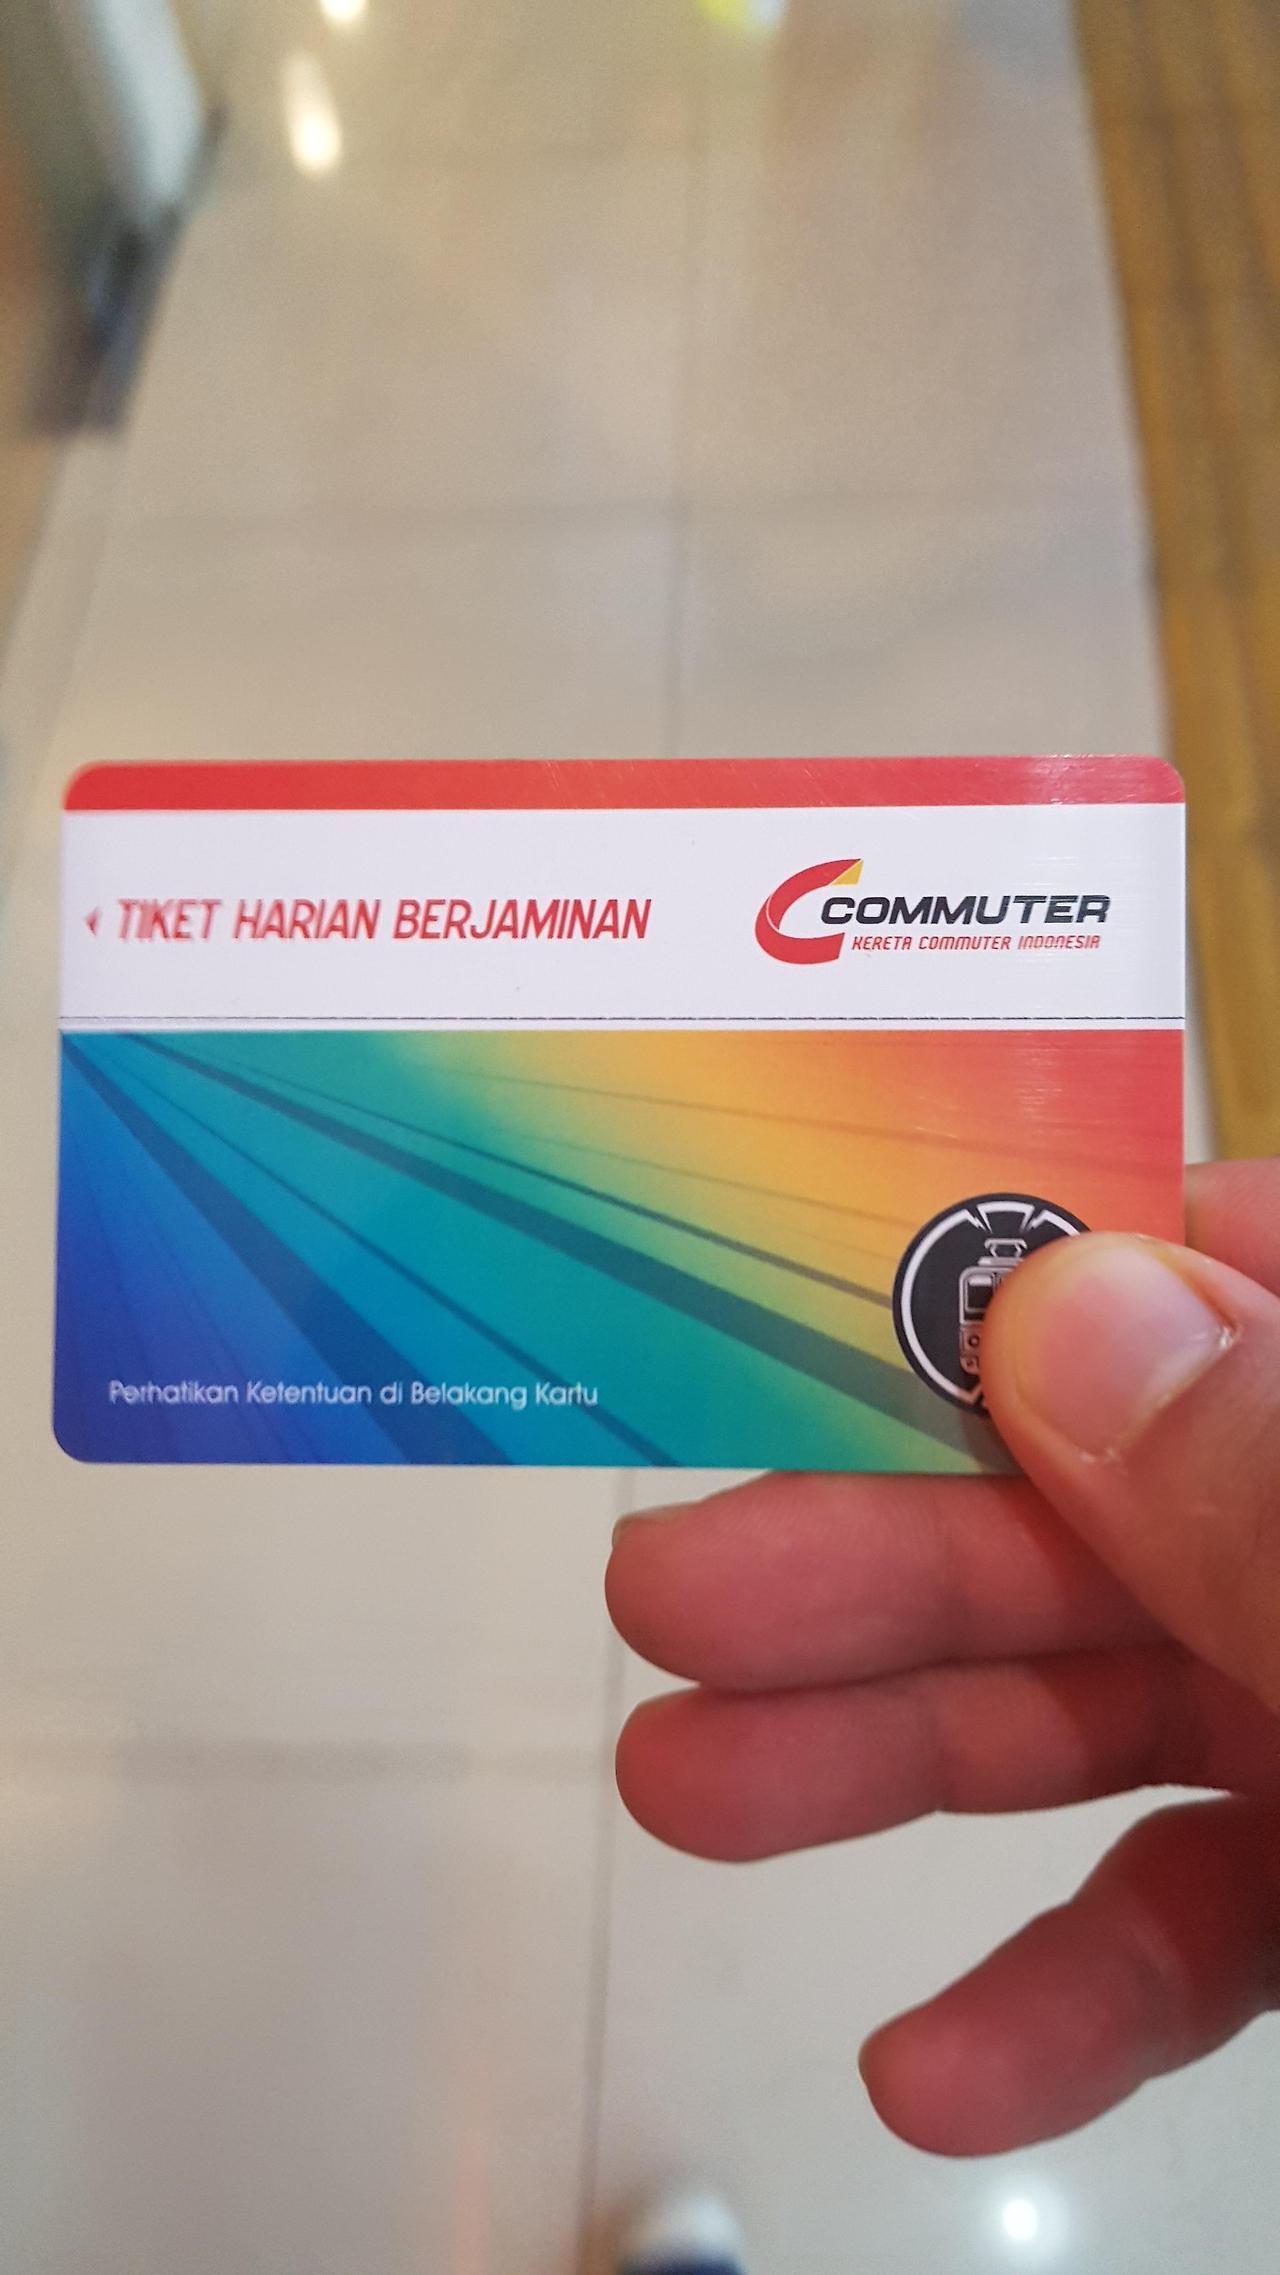 TIKET HARIAN BERJAMINAN
COMMUTER
KERETA COMMUTER INDONESIA
Perhatikan Ketentuan di Belakang Kartu